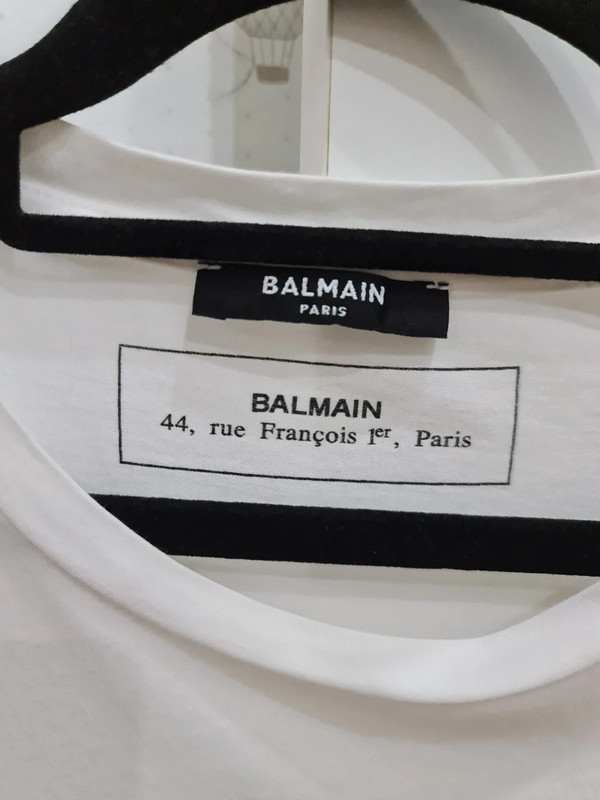 BALMAIN
PARIS
BALMAIN
44, rue François 1er, Paris